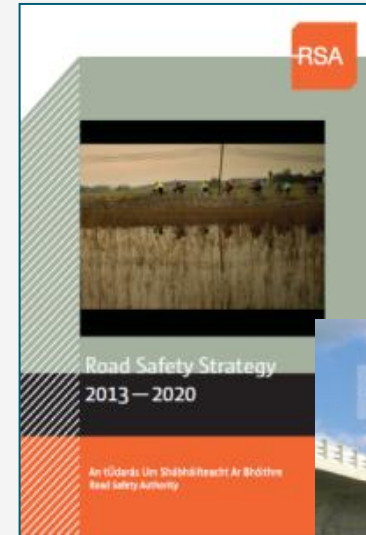 RSA
Road Safety Strategy
2013—2020
An tÚdarás Um Shábháilteacht Ar Bhóithre
Road Safety Authority